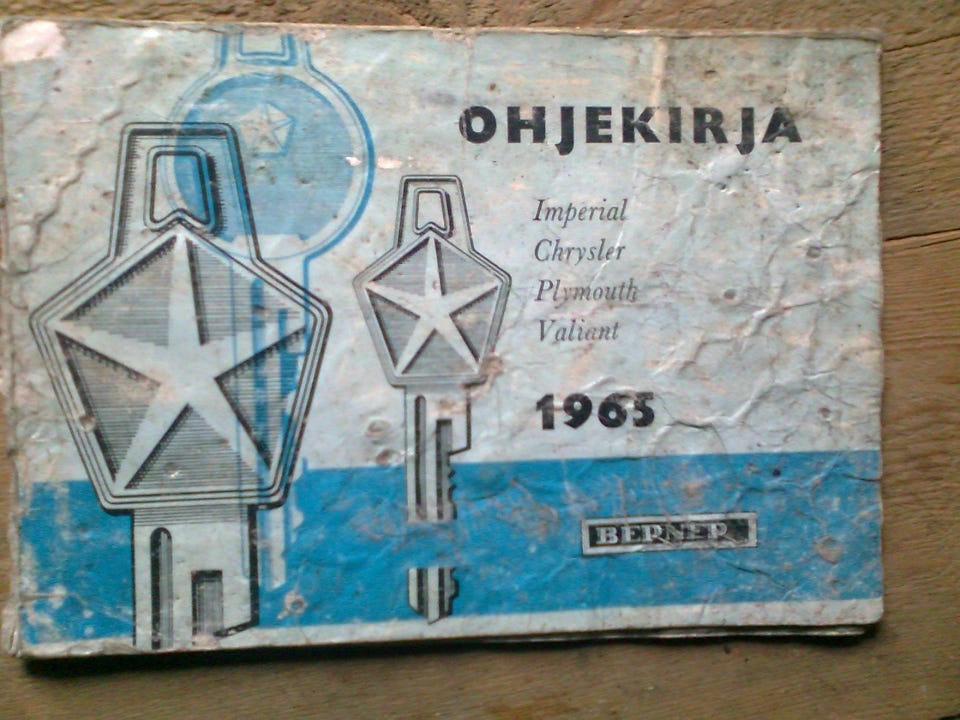 OHJEKIRJA
Imperial
Chrysler
Plymouth
Valiant
1965
BERNER